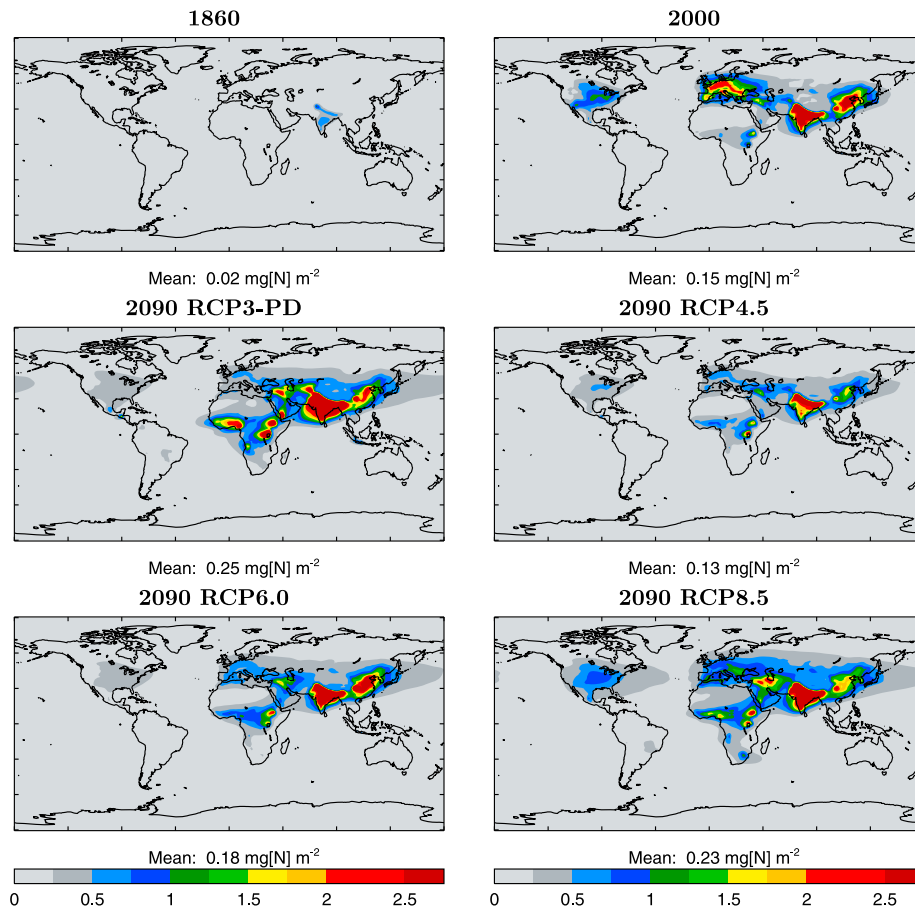 1860
2000
Mean: 0.02 mg[N] m⁻²
Mean: 0.15 mg[N] m⁻²
2090 RCP3-PD
2090 RCP4.5
Mean: 0.25 mg[N] m⁻²
Mean: 0.13 mg[N] m⁻²
2090 RCP6.0
2090 RCP8.5
Mean: 0.18 mg[N] m⁻²
Mean: 0.23 mg[N] m⁻²
0 0.5 1 1.5 2 2.5
0 0.5 1 1.5 2 2.5